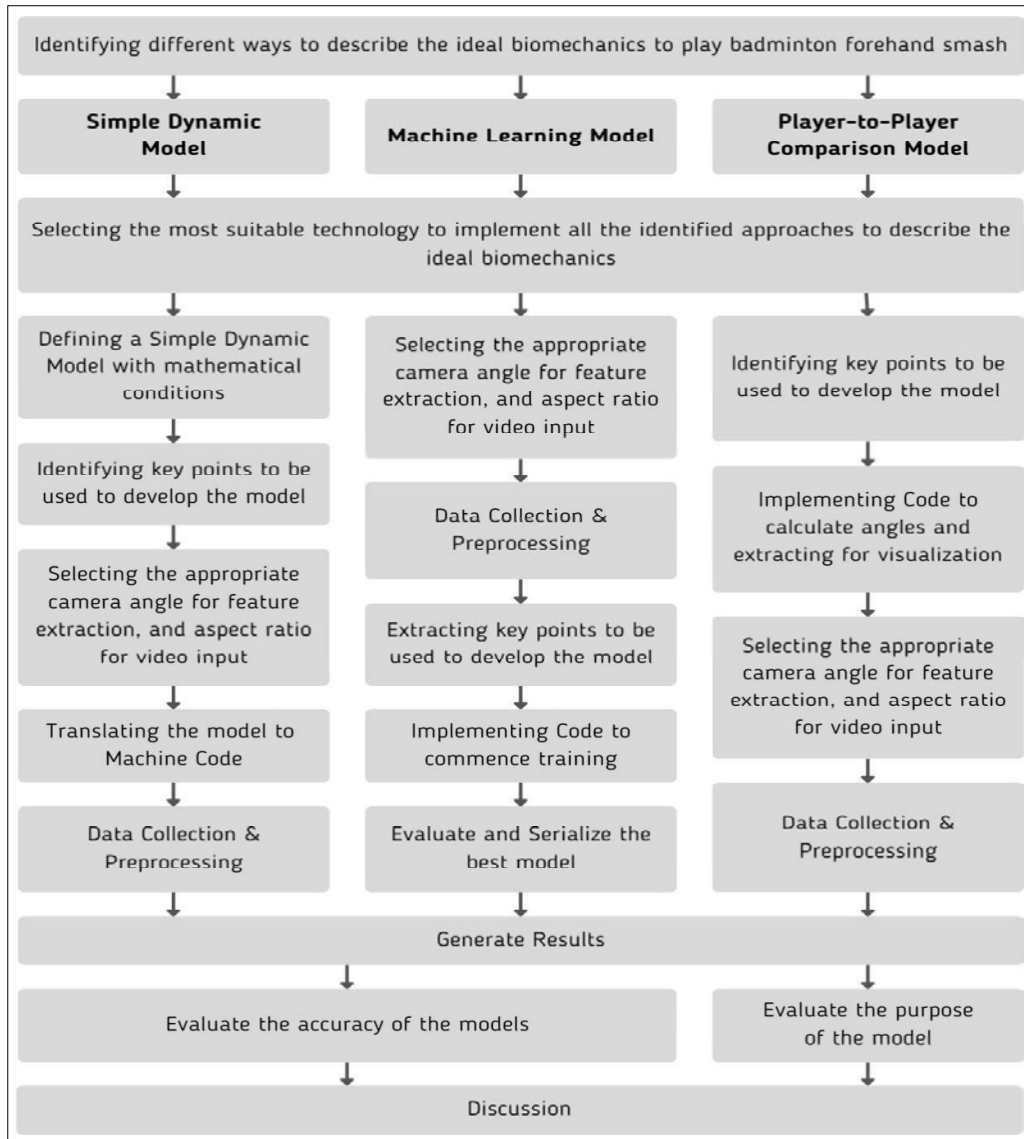 Identifying different ways to describe the ideal biomechanics to play badminton forehand smash
Simple Dynamic
Model
Machine Learning Model
Player-to-Player
Comparison Model
Selecting the most suitable technology to implement all the identified approaches to describe the
ideal biomechanics
Defining a Simple Dynamic
Model with mathematical
conditions
Identifying key points to be
used to develop the model
Selecting the appropriate
camera angle for feature
extraction, and aspect ratio
for video input
Translating the model to
Machine Code
Data Collection &
Preprocessing
Selecting the appropriate
camera angle for feature
extraction, and aspect ratio
for video input
Data Collection &
Preprocessing
Extracting key points to be
used to develop the model
Implementing Code to
commence training
Evaluate and Serialize the
best model
Identifying key points to be
used to develop the model
Implementing Code to
calculate angles and
extracting for visualization
Selecting the appropriate
camera angle for feature
extraction, and aspect ratio
for video input
Data Collection &
Preprocessing
Generate Results
Evaluate the accuracy of the models
Evaluate the purpose
of the model
Discussion